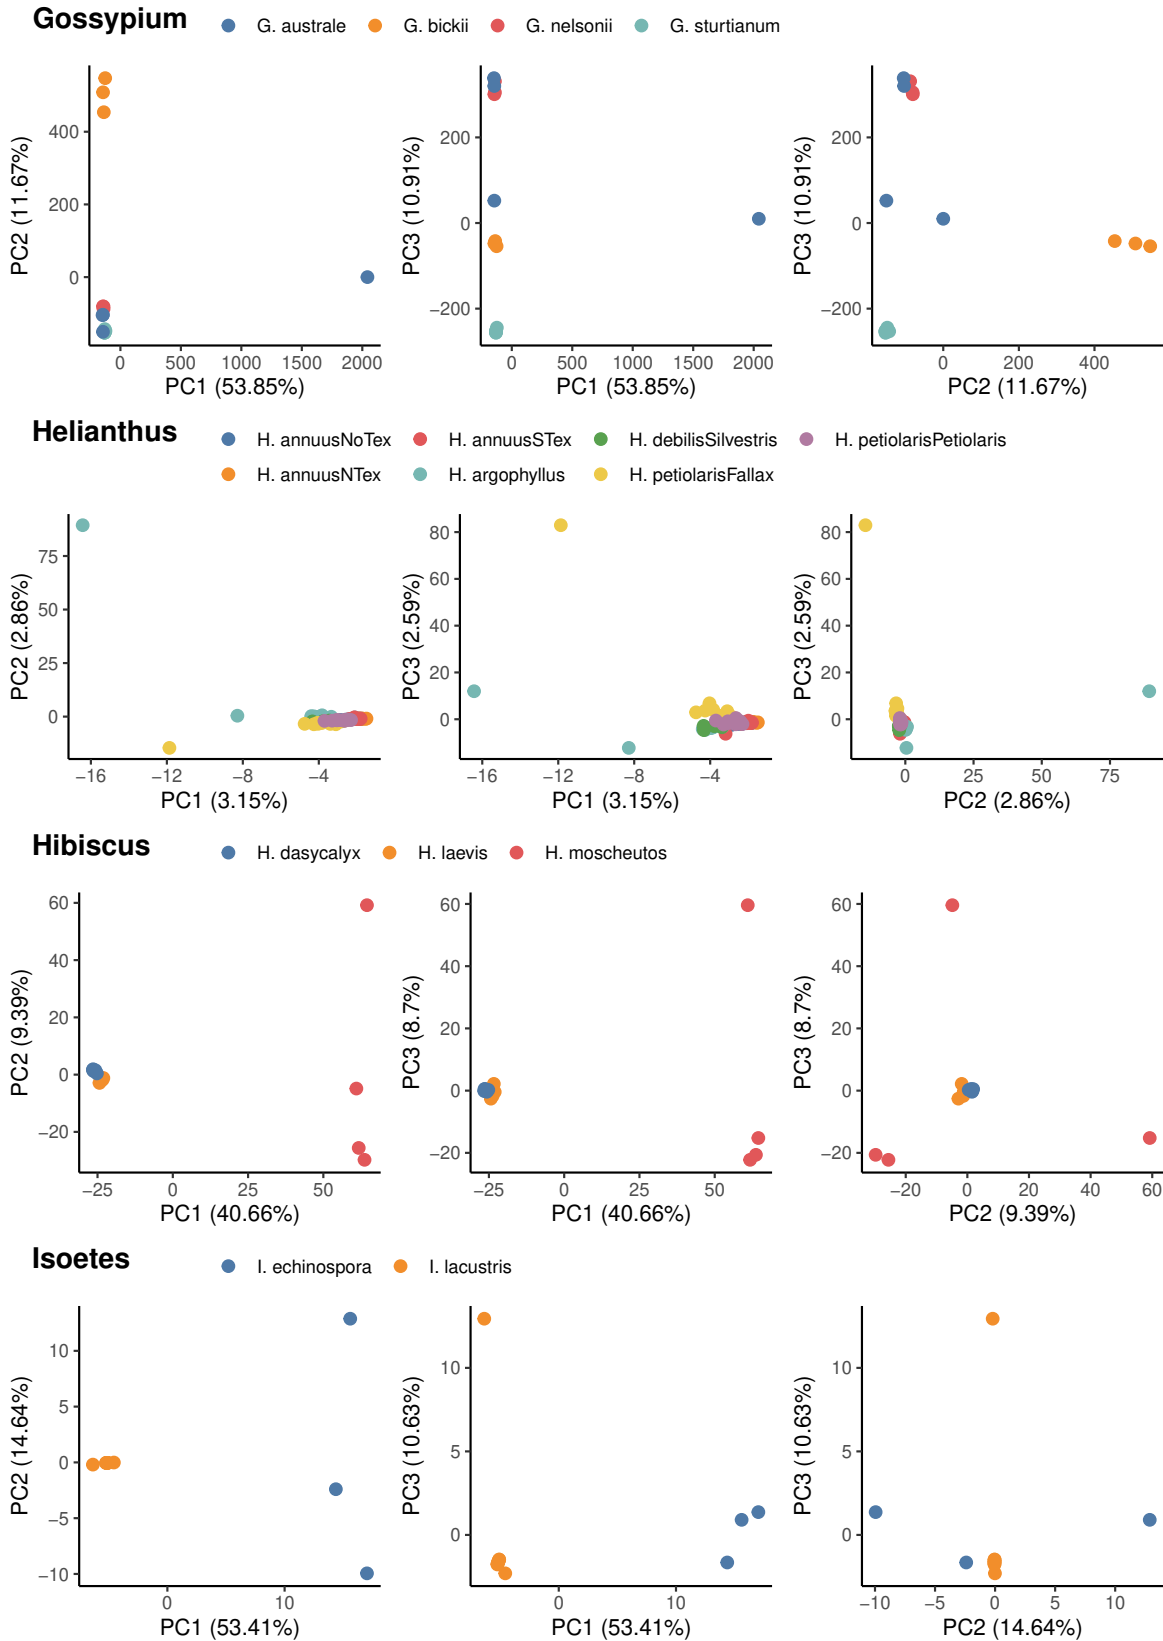 Gossypium G. australe G. bickii G. nelsonii G. sturtianum
400
200
0
PC2 (11.67%)
0 500 1000 1500 2000
PC1 (53.85%)
200
0
−200
PC3 (10.91%)
0 500 1000 1500 2000
PC1 (53.85%)
200
0
−200
PC3 (10.91%)
0 200 400
PC2 (11.67%)
Helianthus H. annuusNoTex H. annuusSTex H. debilisSilvestris H. petiolarisPetiolaris
H. annuusNTex H. argophyllus H. petiolarisFallax
75
50
25
0
PC2 (2.86%)
−16 −12 −8 −4
PC1 (3.15%)
80
60
40
20
0
PC3 (2.59%)
−16 −12 −8 −4
PC1 (3.15%)
80
60
40
20
0
PC3 (2.59%)
0 25 50 75
PC2 (2.86%)
Hibiscus H. dasycalyx H. laevis H. moscheutos
60
40
20
0
−20
PC2 (9.39%)
−25 0 25 50
PC1 (40.66%)
60
40
20
0
−20
PC3 (8.7%)
−25 0 25 50
PC1 (40.66%)
60
40
20
0
−20
PC3 (8.7%)
−20 0 20 40 60
PC2 (9.39%)
Isoetes I. echinospora I. lacustris
10
5
0
−5
−10
PC2 (14.64%)
0 10
PC1 (53.41%)
10
5
0
PC3 (10.63%)
0 10
PC1 (53.41%)
10
5
0
PC3 (10.63%)
−10 −5 0 5 10
PC2 (14.64%)